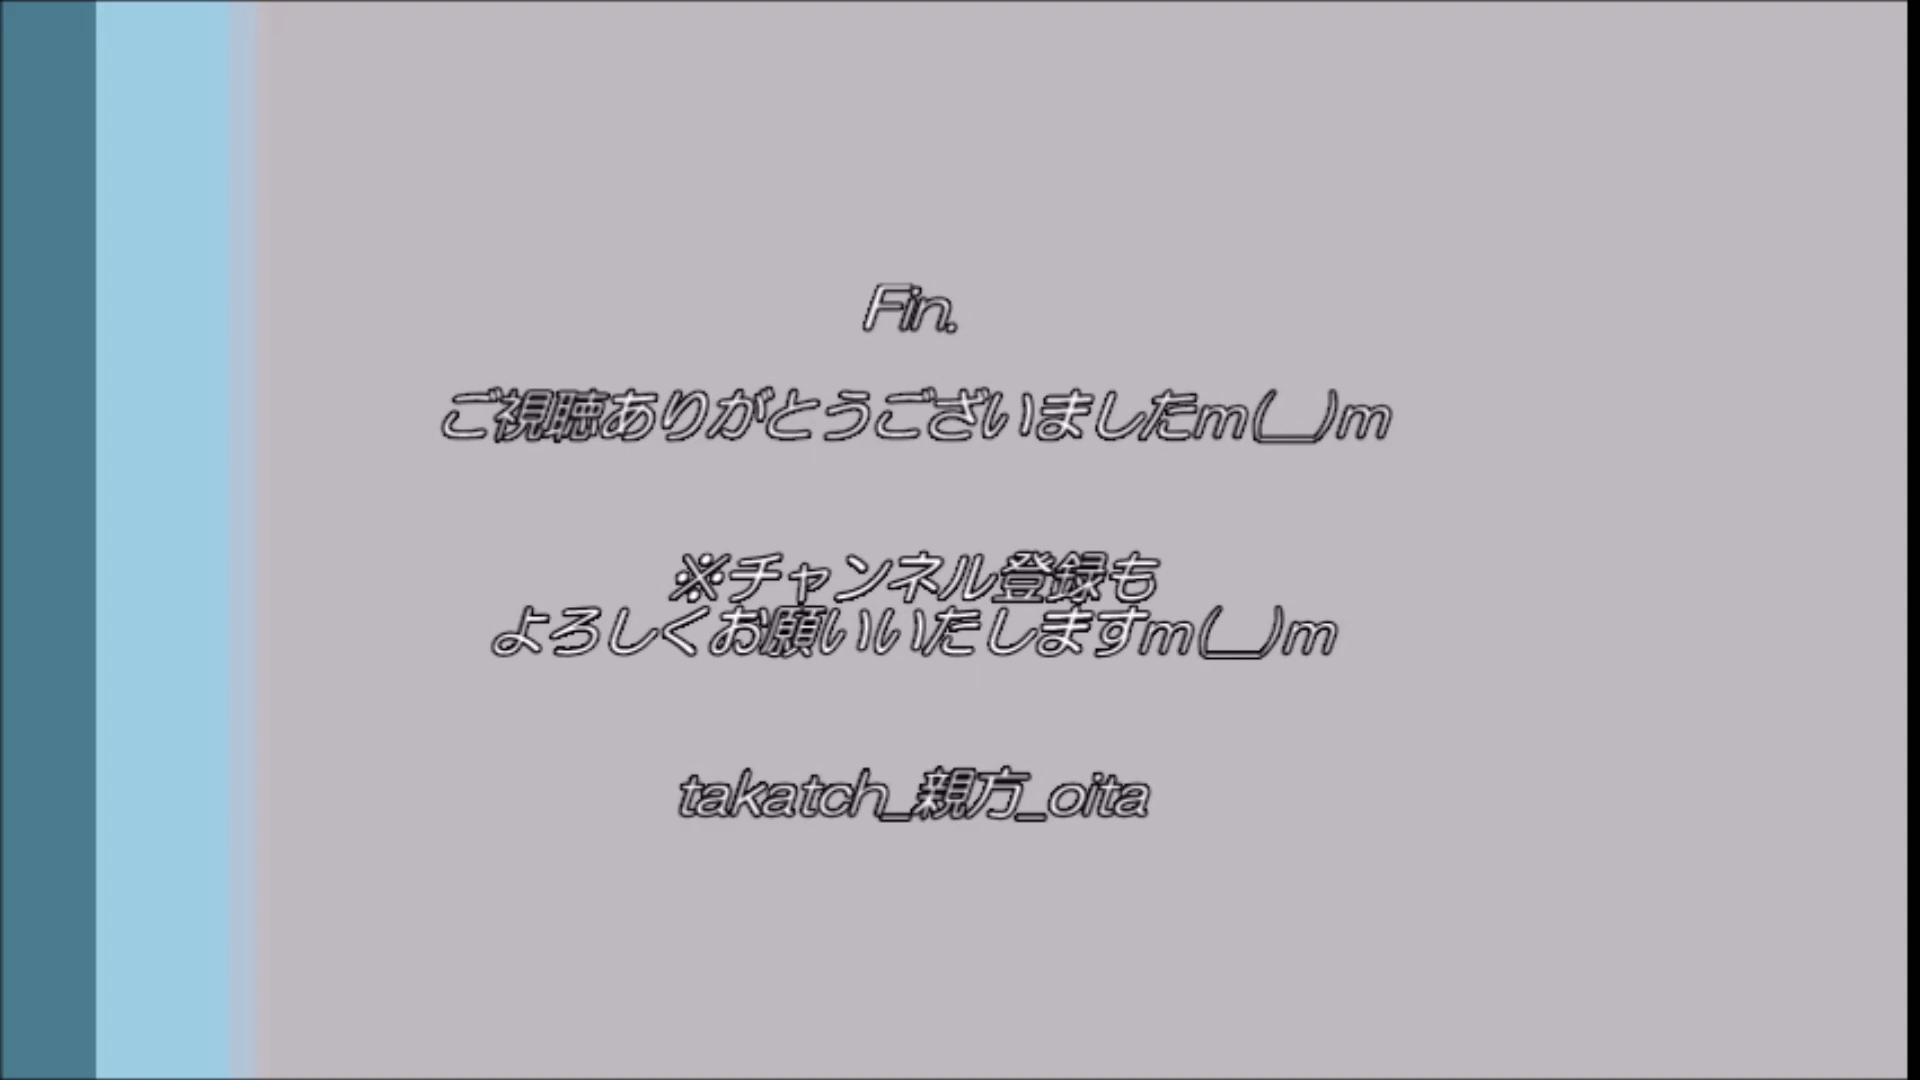 Fin.
ご視聴ありがとうございましたm(__)m
※チャンネル登録も
よろしくお願いいたしますm(__)m
takatch_親方_oita